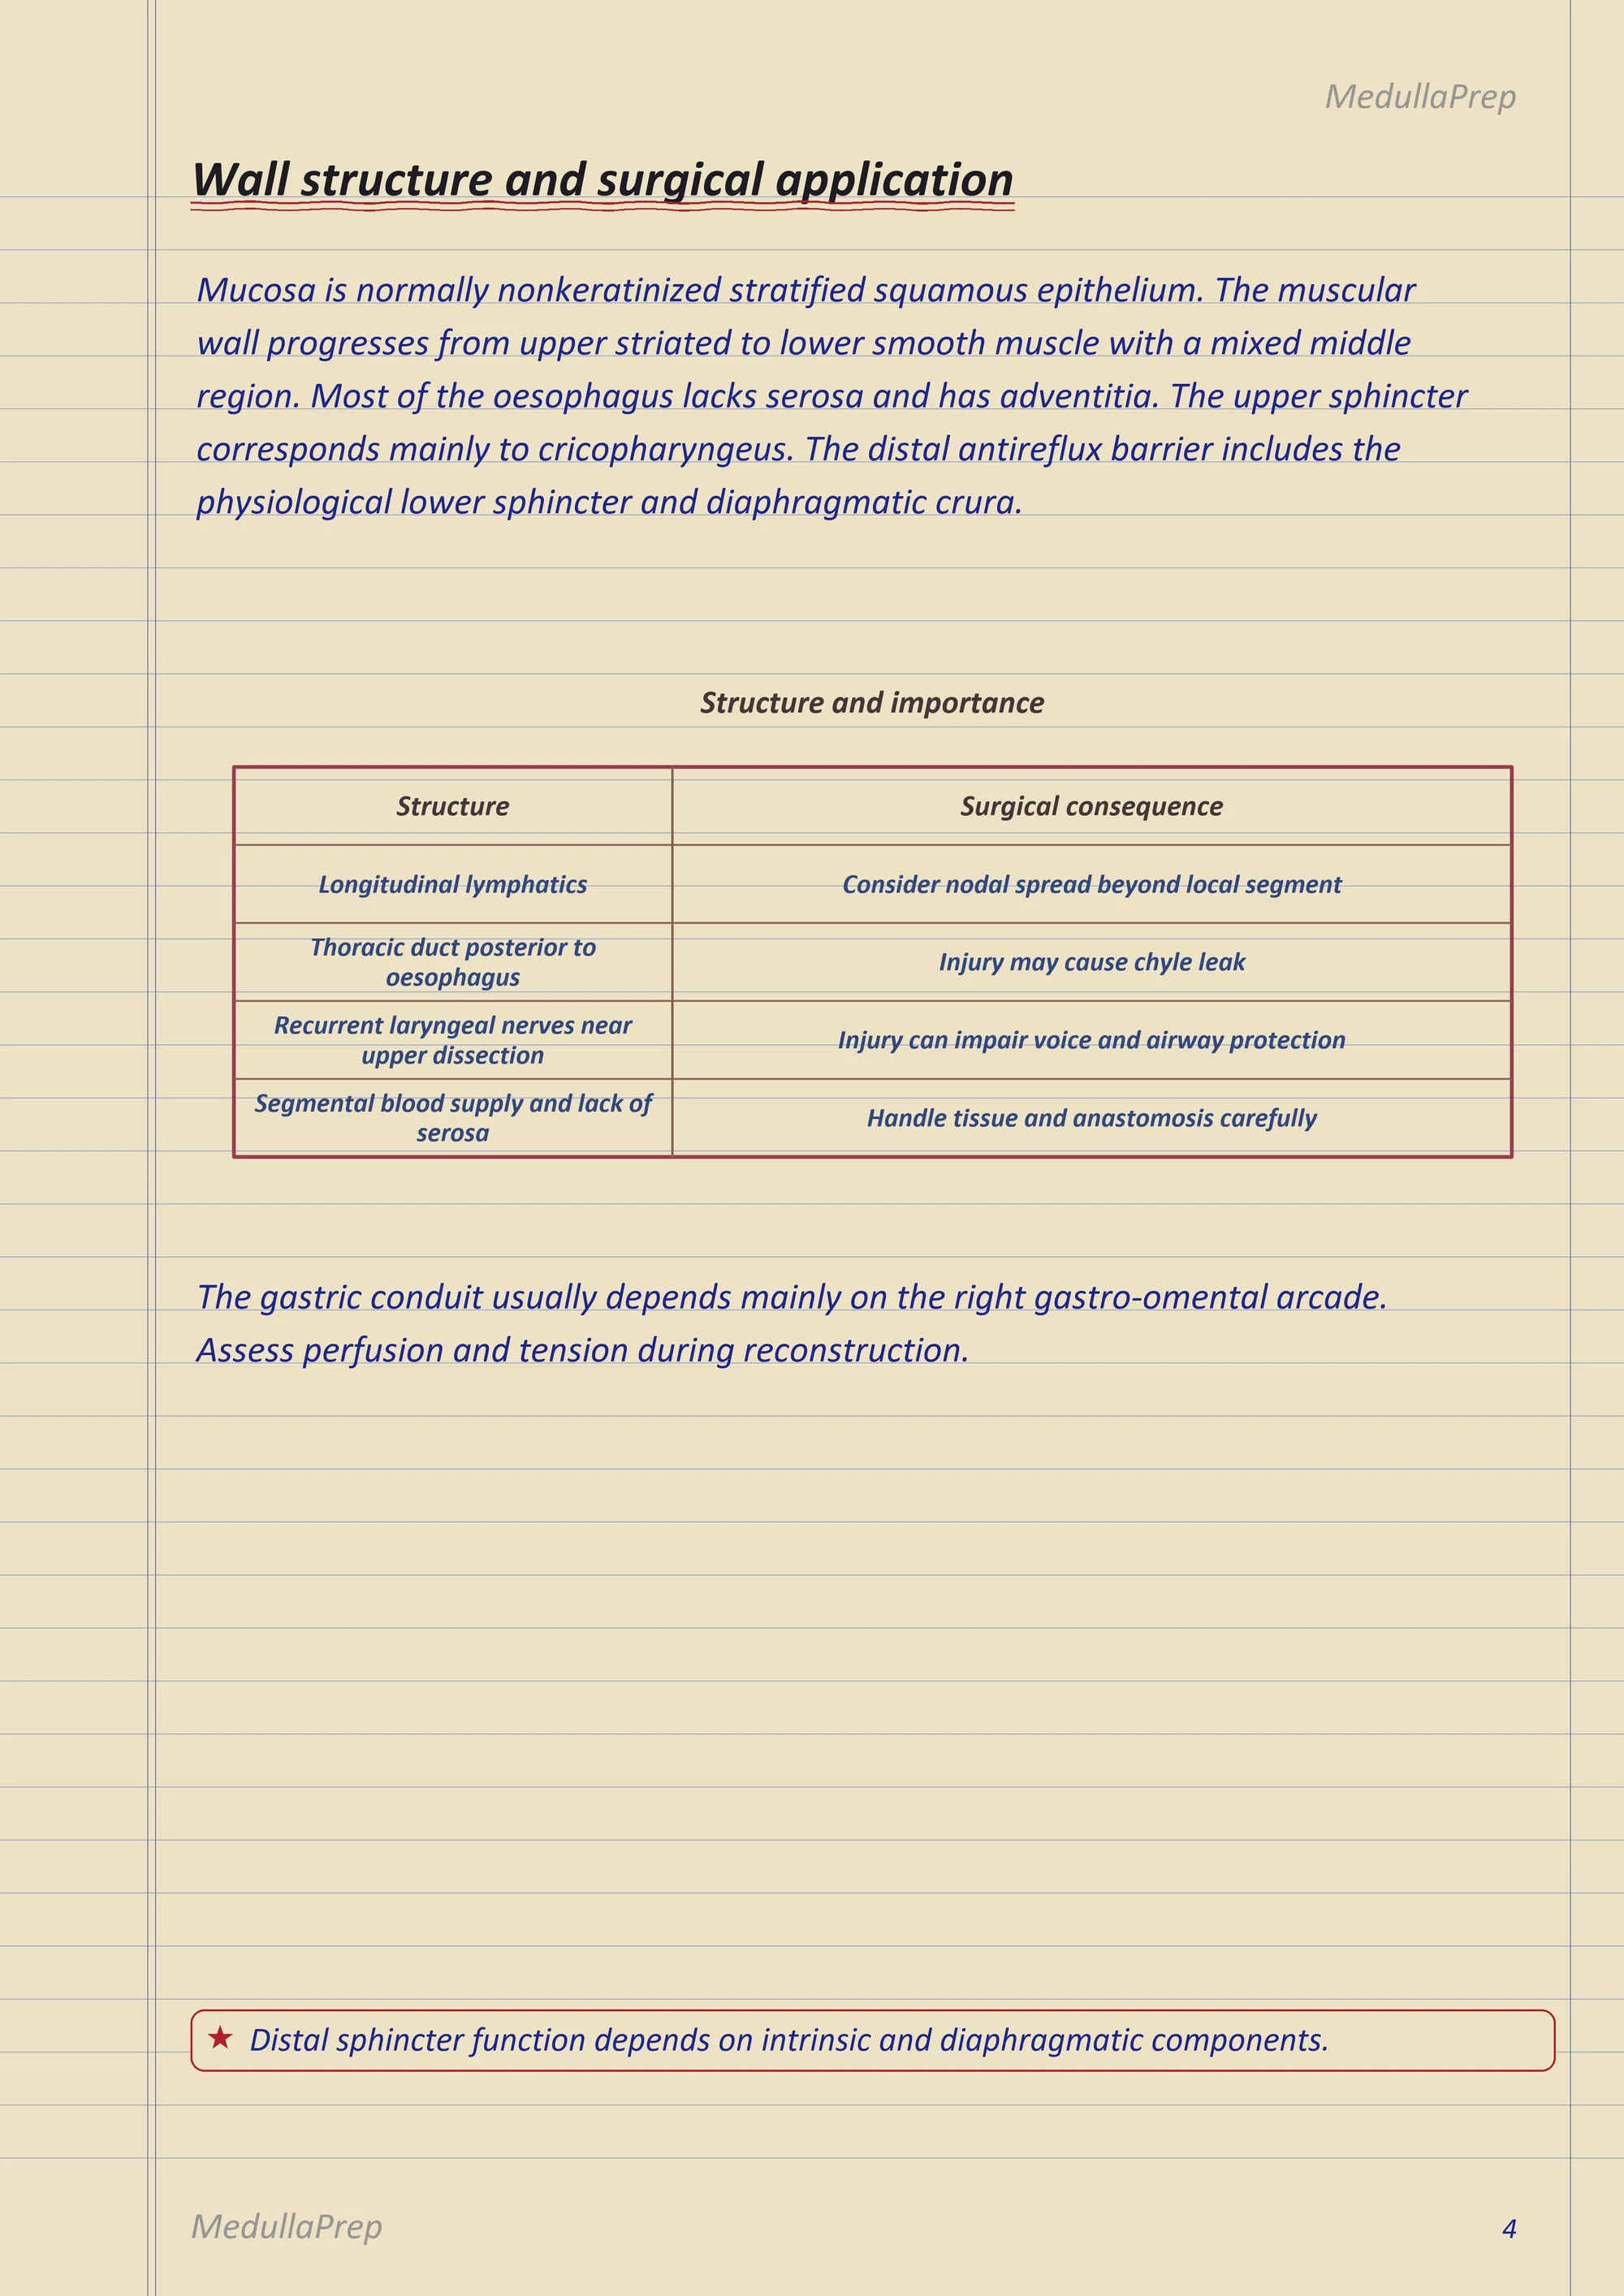 MedullaPrep
Wall structure and surgical application
Mucosa is normally nonkeratinized stratified squamous epithelium. The muscular
wall progresses from upper striated to lower smooth muscle with a mixed middle
region. Most of the oesophagus lacks serosa and has adventitia. The upper sphincter
corresponds mainly to cricopharyngeus. The distal antireflux barrier includes the
physiological lower sphincter and diaphragmatic crura.
Structure and importance
Structure
Surgical consequence
Longitudinal lymphatics
Consider nodal spread beyond local segment
Thoracic duct posterior to
oesophagus
Injury may cause chyle leak
Recurrent laryngeal nerves near
upper dissection
Injury can impair voice and airway protection
Segmental blood supply and lack of
serosa
Handle tissue and anastomosis carefully
The gastric conduit usually depends mainly on the right gastro-omental arcade.
Assess perfusion and tension during reconstruction.
★ Distal sphincter function depends on intrinsic and diaphragmatic components.
MedullaPrep
4